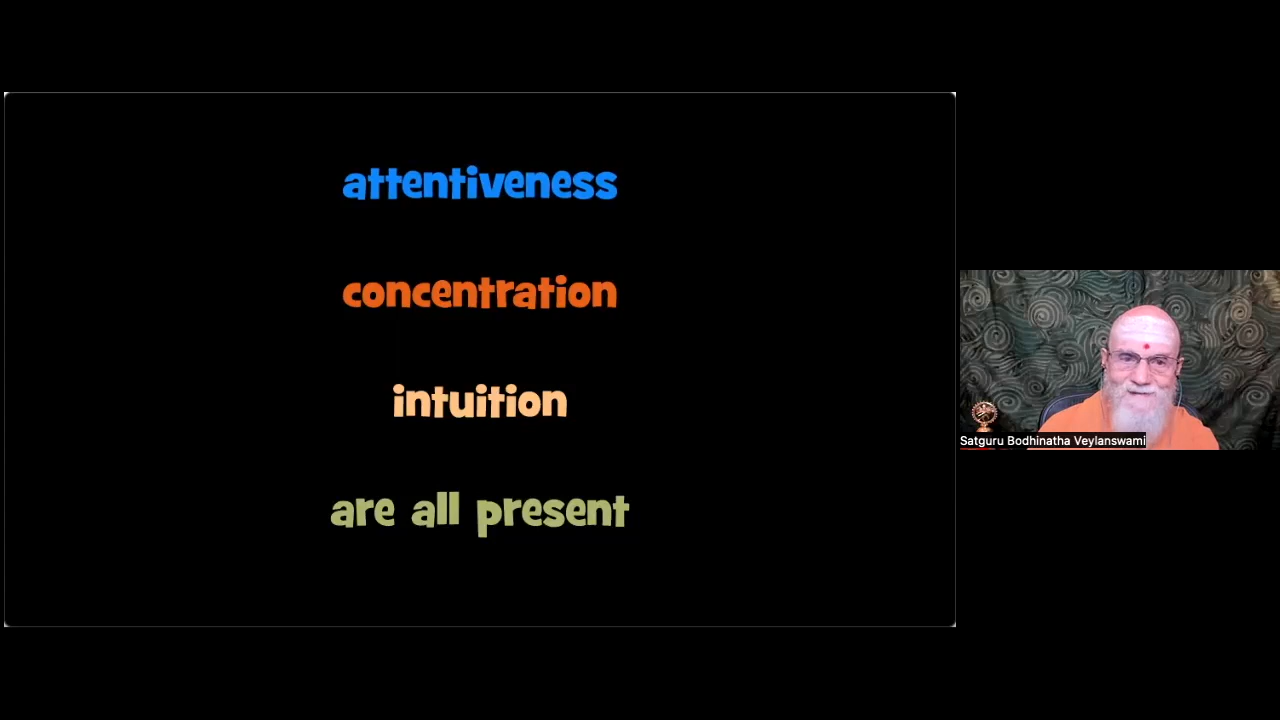 attentiveness
concentration
intuition
are all present
Satguru Bodhinatha Veylanswami